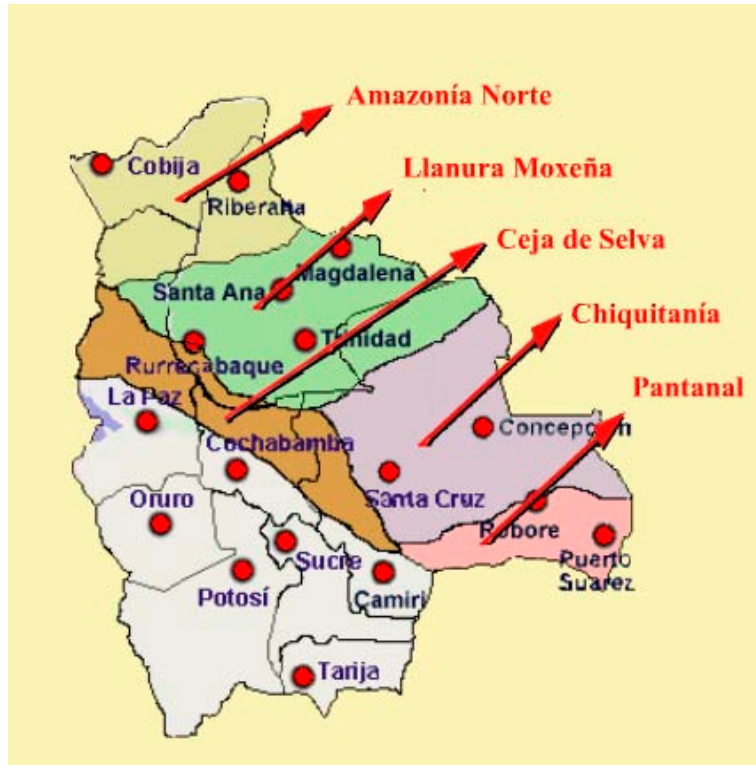 Amazonía Norte
Cobija
Riberalta
Llanura Moxeña
Ceja de Selva
Magdalena
Santa Ana
Chiquitanía
Trinidad
Rurrenabaque
Pantanal
La Paz
Concepción
Cochabamba
Santa Cruz
Oruro
Robore
Sucre
Puerto
Suarez
Potosí
Camiri
Tarija